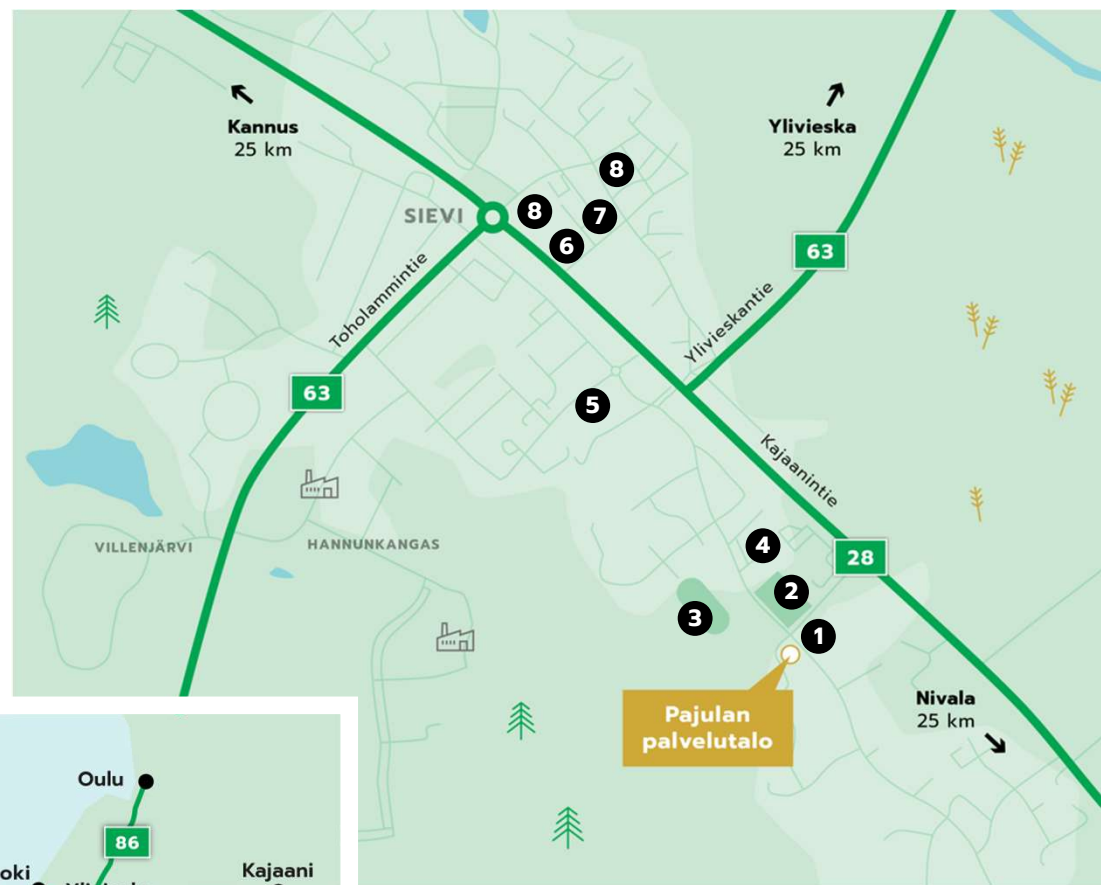 Kannus
25 km
Ylivieska
25 km
8
SIEVI
8
7
6
63
Toholammintie
Ylivieskantie
63
5
Kajaanintie
VILLENJÄRVI
HANNUNKANGAS
4
28
2
3
1
Nivala
25 km
Pajulan
palvelutalo
Oulu
86
Kajaani
oki